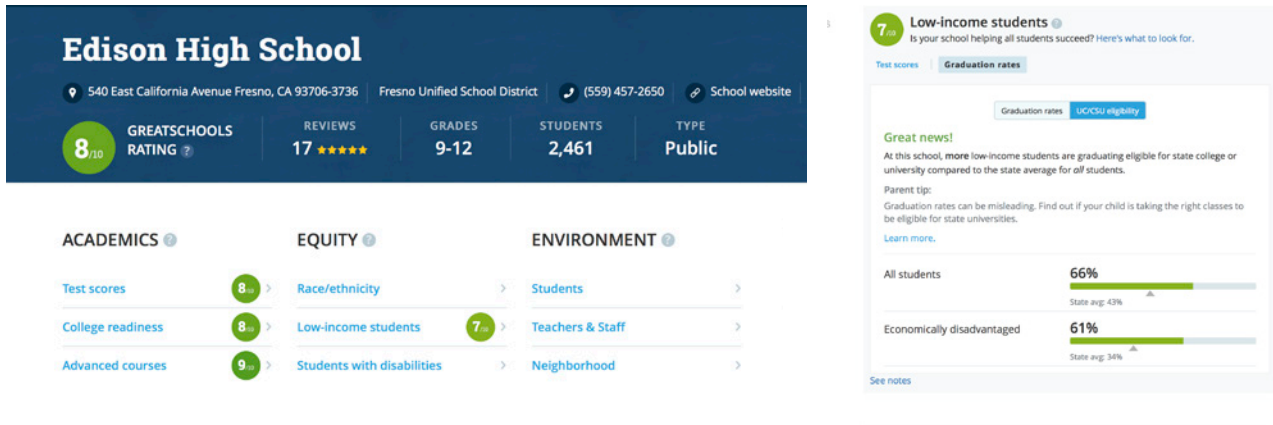 Edison High School
540 East California Avenue Fresno, CA 93706-3736 Fresno Unified School District (559) 457-2650 School website
8/10 GREATSCHOOLS RATING ?
REVIEWS
17
GRADES
9-12
STUDENTS
2,461
TYPE
Public
ACADEMICS ?
Test scores 8/10
College readiness 8/10
Advanced courses 9/10
EQUITY ?
Race/ethnicity
Low-income students 7/10
Students with disabilities
ENVIRONMENT ?
Students
Teachers & Staff
Neighborhood
7/10 Low-income students ?
Is your school helping all students succeed? Here's what to look for.
Test scores Graduation rates
Graduation rates UC/CSU eligibility
Great news!
At this school, more low-income students are graduating eligible for state college or
university compared to the state average for all students.
Parent tip:
Graduation rates can be misleading. Find out if your child is taking the right classes to
be eligible for state universities.
Learn more.
All students 66%
State avg: 43%
Economically disadvantaged 61%
State avg: 34%
See notes